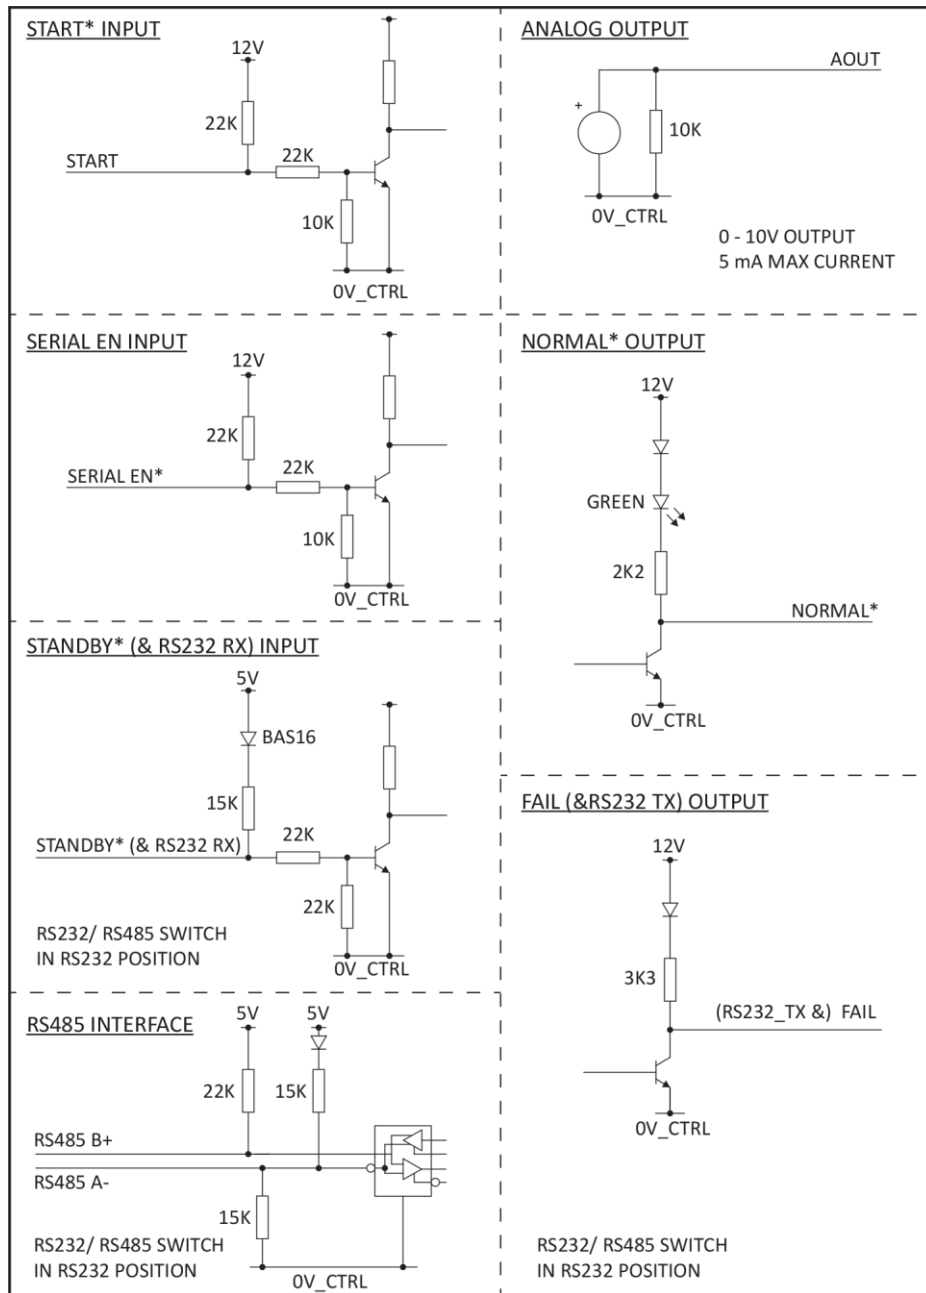 START* INPUT
12V
22K
START
22K
10K
0V_CTRL
SERIAL EN INPUT
12V
22K
SERIAL EN*
22K
10K
0V_CTRL
STANDBY* (& RS232 RX) INPUT
5V
BAS16
15K
STANDBY* (& RS232 RX)
22K
22K
RS232/ RS485 SWITCH
IN RS232 POSITION
0V_CTRL
RS485 INTERFACE
5V
5V
22K
15K
RS485 B+
RS485 A-
15K
RS232/ RS485 SWITCH
IN RS232 POSITION
0V_CTRL
ANALOG OUTPUT
AOUT
+
10K
0V_CTRL
0 - 10V OUTPUT
5 mA MAX CURRENT
NORMAL* OUTPUT
12V
GREEN
2K2
NORMAL*
0V_CTRL
FAIL (&RS232 TX) OUTPUT
12V
3K3
(RS232_TX &) FAIL
0V_CTRL
RS232/ RS485 SWITCH
IN RS232 POSITION